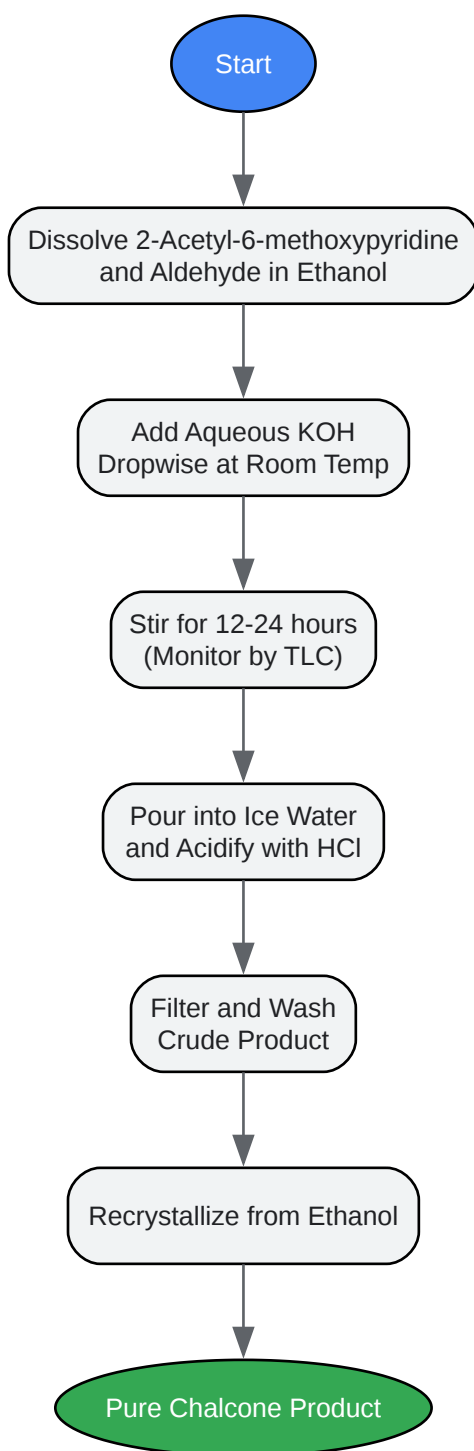 Start
Dissolve 2-Acetyl-6-methoxypyridine
and Aldehyde in Ethanol
Add Aqueous KOH
Dropwise at Room Temp
Stir for 12-24 hours
(Monitor by TLC)
Pour into Ice Water
and Acidify with HCl
Filter and Wash
Crude Product
Recrystallize from Ethanol
Pure Chalcone Product